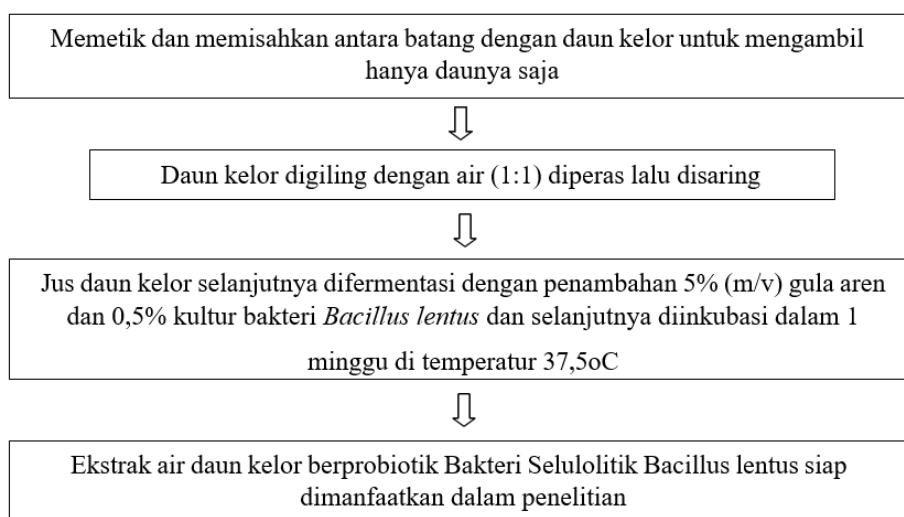 Memetik dan memisahkan antara batang dengan daun kelor untuk mengambil
hanya daunya saja
Daun kelor digiling dengan air (1:1) diperas lalu disaring
Jus daun kelor selanjutnya difermentasi dengan penambahan 5% (m/v) gula aren
dan 0,5% kultur bakteri Bacillus lentus dan selanjutnya diinkubasi dalam 1
minggu di temperatur 37,5oC
Ekstrak air daun kelor berprobiotik Bakteri Selulolitik Bacillus lentus siap
dimanfaatkan dalam penelitian